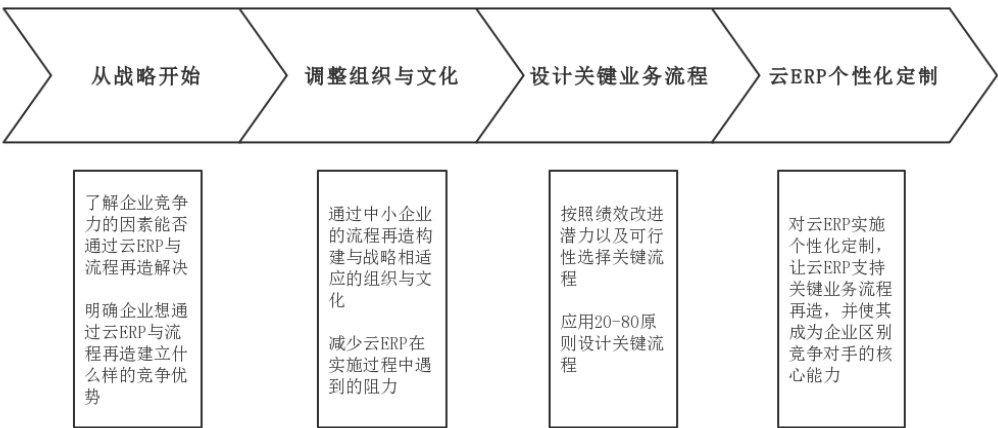 从战略开始
调整组织与文化
设计关键业务流程
云ERP个性化定制
了解企业竞争
力的因素能否
通过云ERP与
流程再造解决
明确企业想通
过云ERP与流
程再造建立什
么样的竞争优
势
通过中小企业
的流程再造构
建与战略相适
应的组织与文
化
减少云ERP在
实施过程中遇
到的阻力
按照绩效改进
潜力以及可行
性选择关键流
程
应用20-80原
则设计关键流
程
对云ERP实施
个性化定制，
让云ERP支持
关键业务流程
再造，并使其
成为企业区别
竞争对手的核
心能力